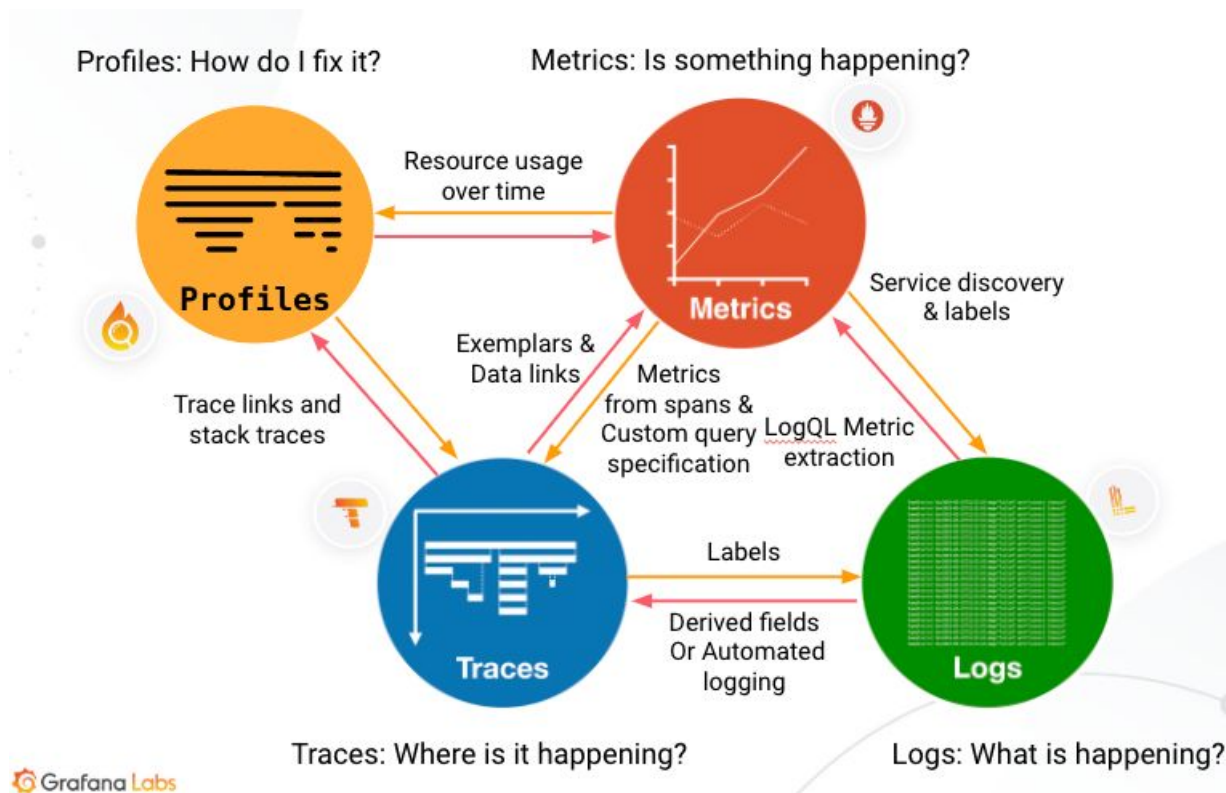 Profiles: How do I fix it?
Metrics: Is something happening?
Resource usage
over time
Profiles
Metrics
Service discovery
& labels
Exemplars &
Data links
Metrics
from spans &
Custom query
specification
Trace links and
stack traces
LogQL Metric
extraction
Labels
Derived fields
Or Automated
logging
Traces
Logs
Traces: Where is it happening?
Logs: What is happening?
Grafana Labs